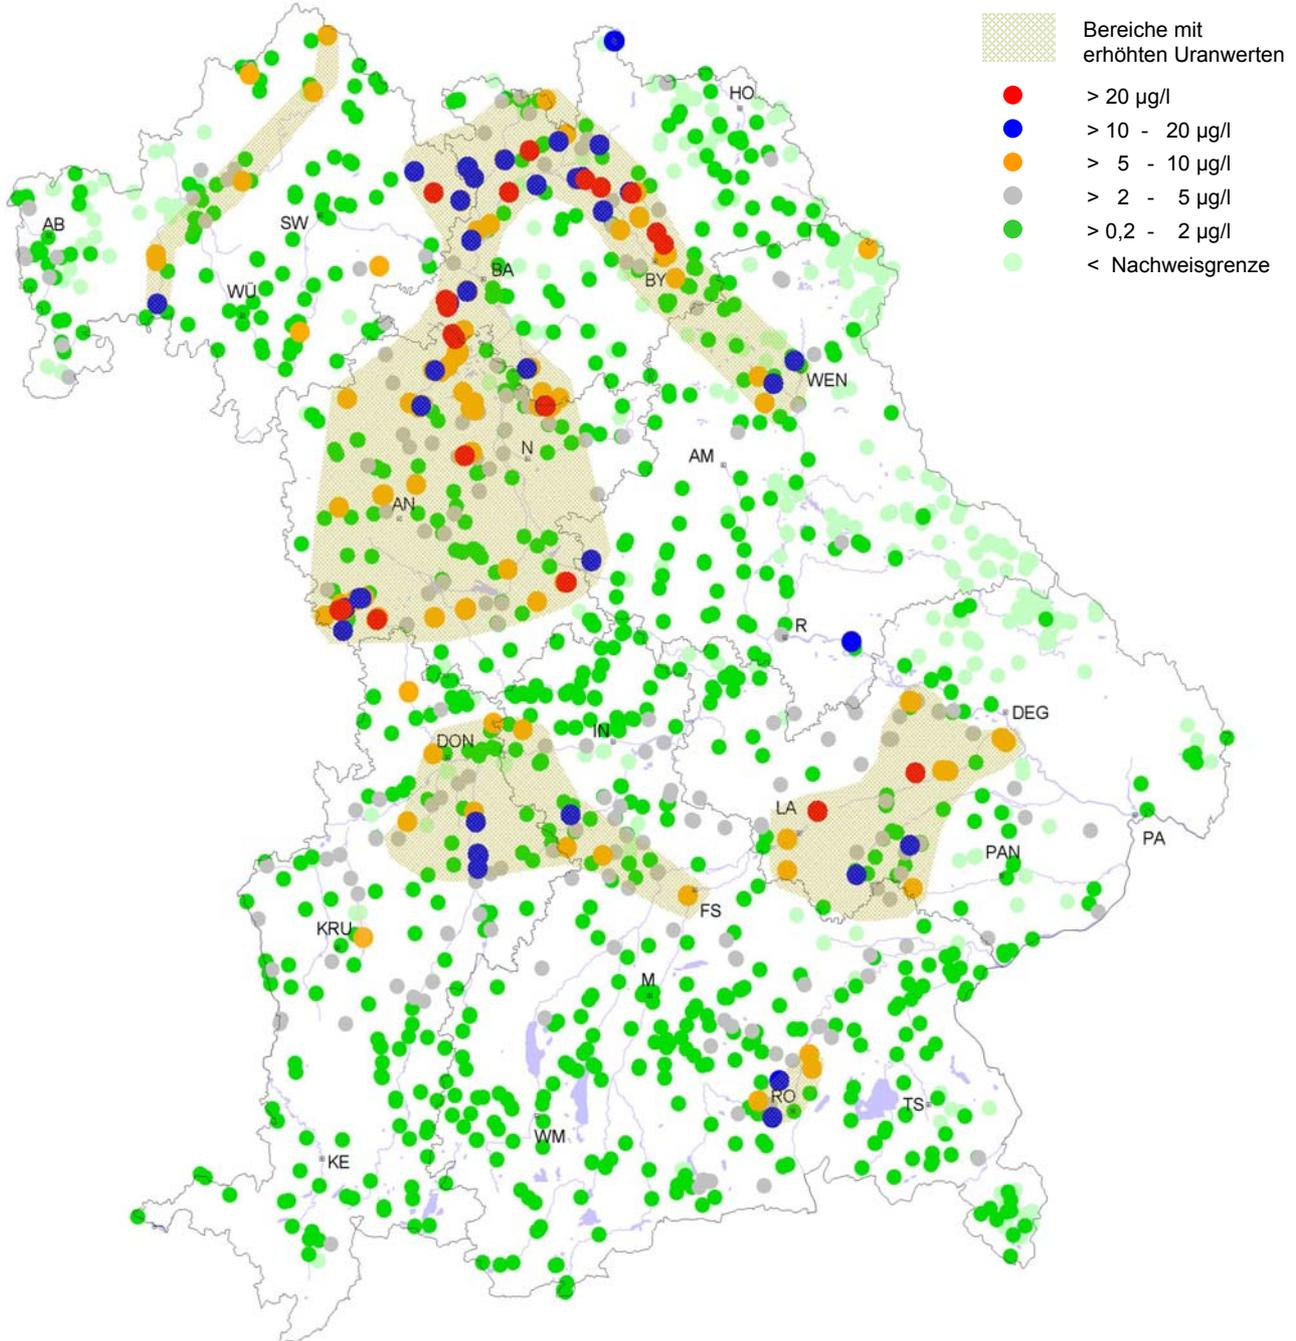 Bereiche mit
erhöhten Uranwerten
> 20 µg/l
> 10 - 20 µg/l
> 5 - 10 µg/l
> 2 - 5 µg/l
> 0,2 - 2 µg/l
< Nachweisgrenze
HO
AB
SW
BA
BY
WÜ
WEN
N
AM
AN
R
DEG
DON
IN
LA
PA
PAN
FS
KRU
M
RO
TS
WM
KE